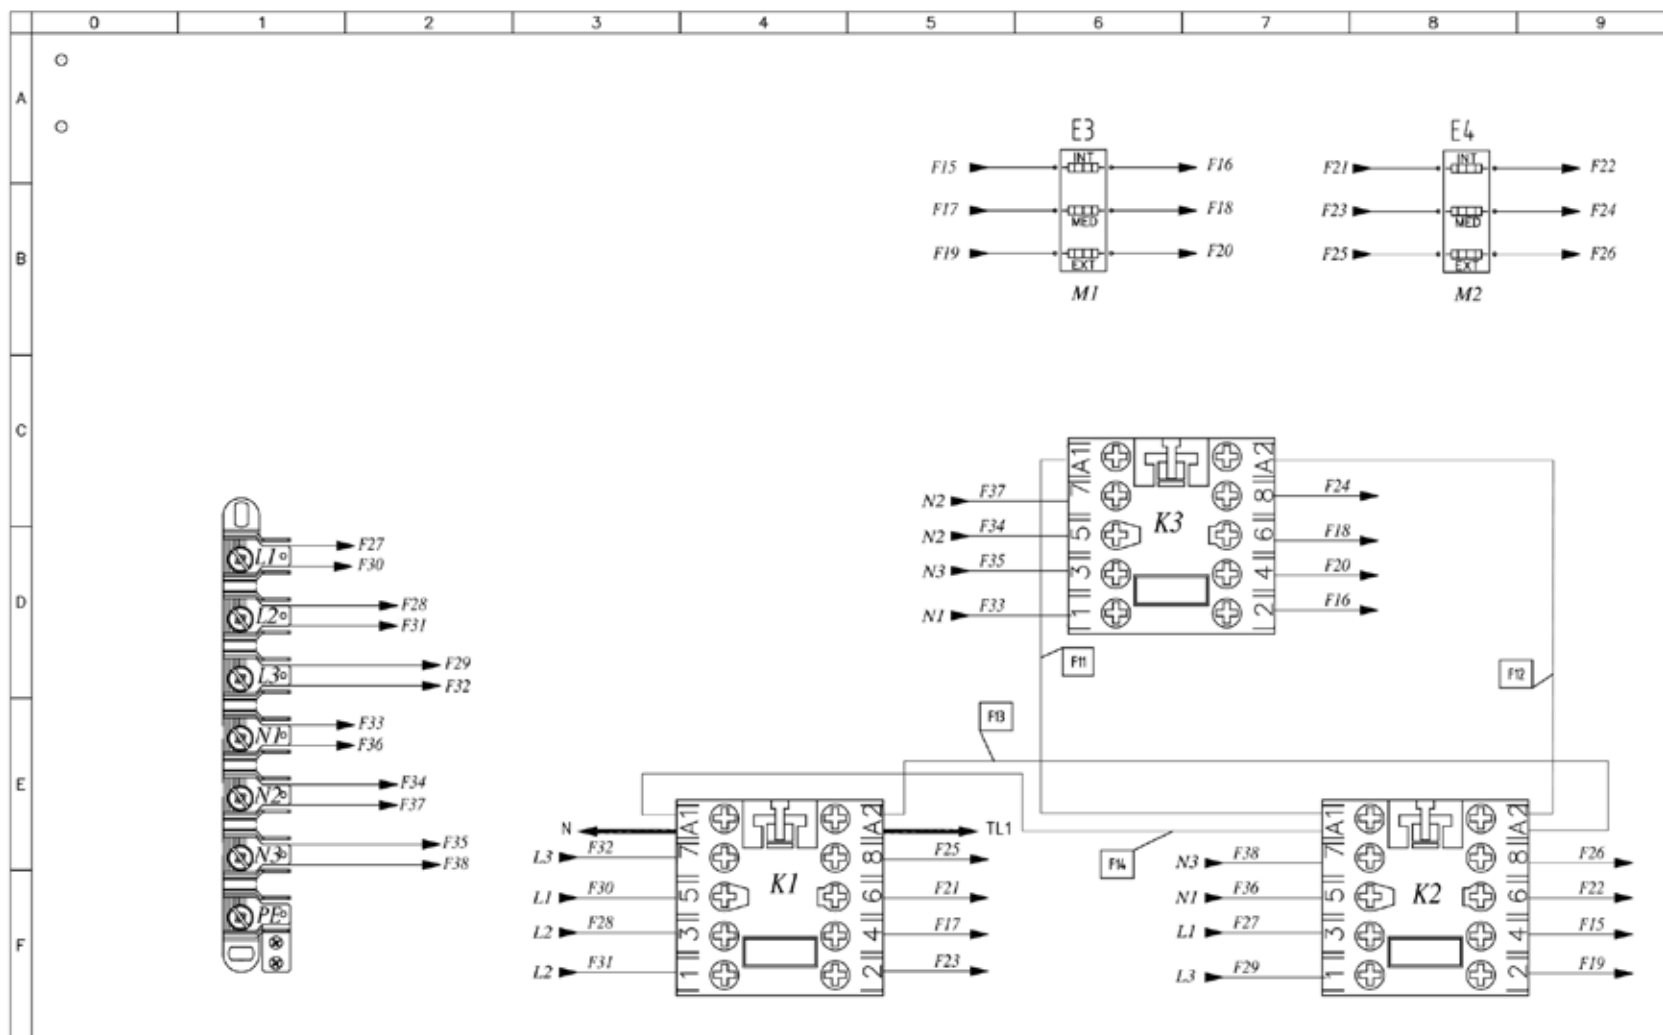 0 1 2 3 4 5 6 7 8 9
A
E3 E4
F15 INT F16 F21 INT F22
F17 MED F18 F23 MED F24
B
F19 EXT F20 F25 EXT F26
M1 M2
C
A1 A2
N2 F37 7 8 F24
N2 F34 5 K3 6 F18
N3 F35 3 4 F20
N1 F33 1 2 F16
L1 F27
F30
D
L2 F28
F31
L3 F29
F32
F11 F12
F13
N1 F33
F36
E
N2 F34
F37
N3 F35
F38
PE
F14
N A1 A2 TL1
L3 F32 7 8 F25
L1 F30 5 K1 6 F21
L2 F28 3 4 F17
L2 F31 1 2 F23
A1 A2
N3 F38 7 8 F26
N1 F36 5 K2 6 F22
L1 F27 3 4 F15
L3 F29 1 2 F19
F